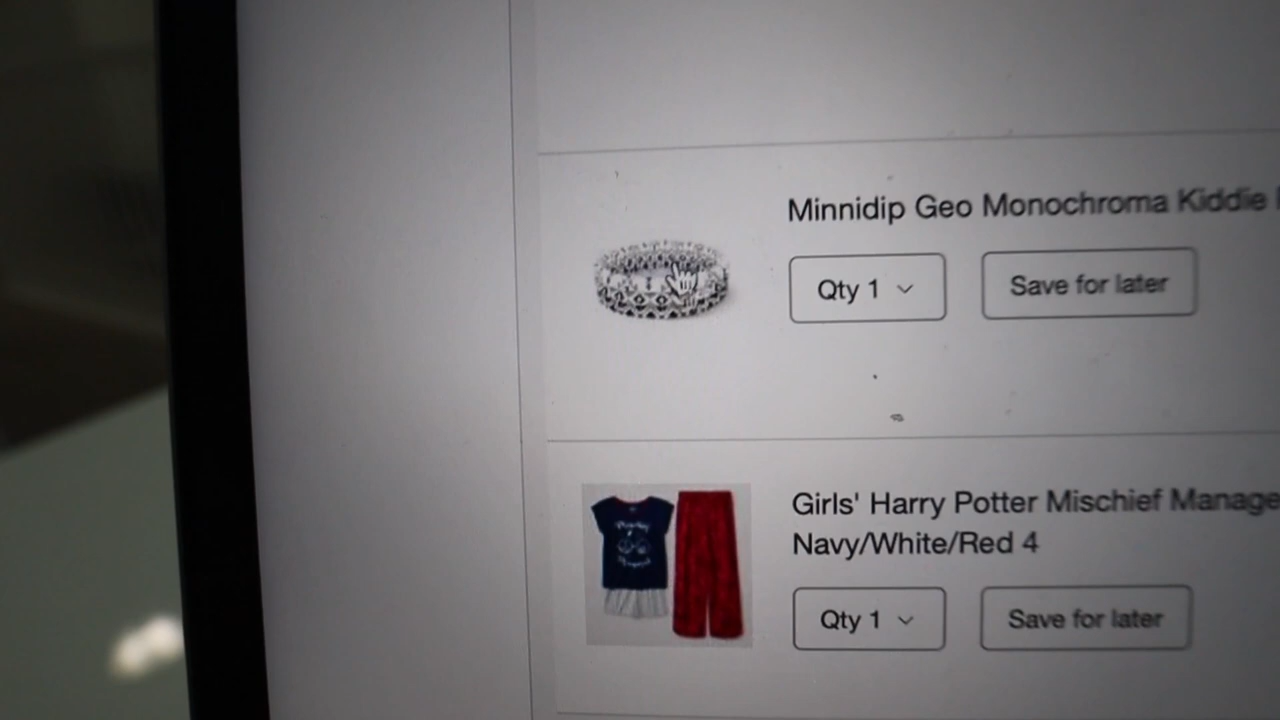 Minnidip Geo Monochroma Kiddie
Qty 1
Save for later
Girls' Harry Potter Mischief Manage
Navy/White/Red 4
Qty 1
Save for later